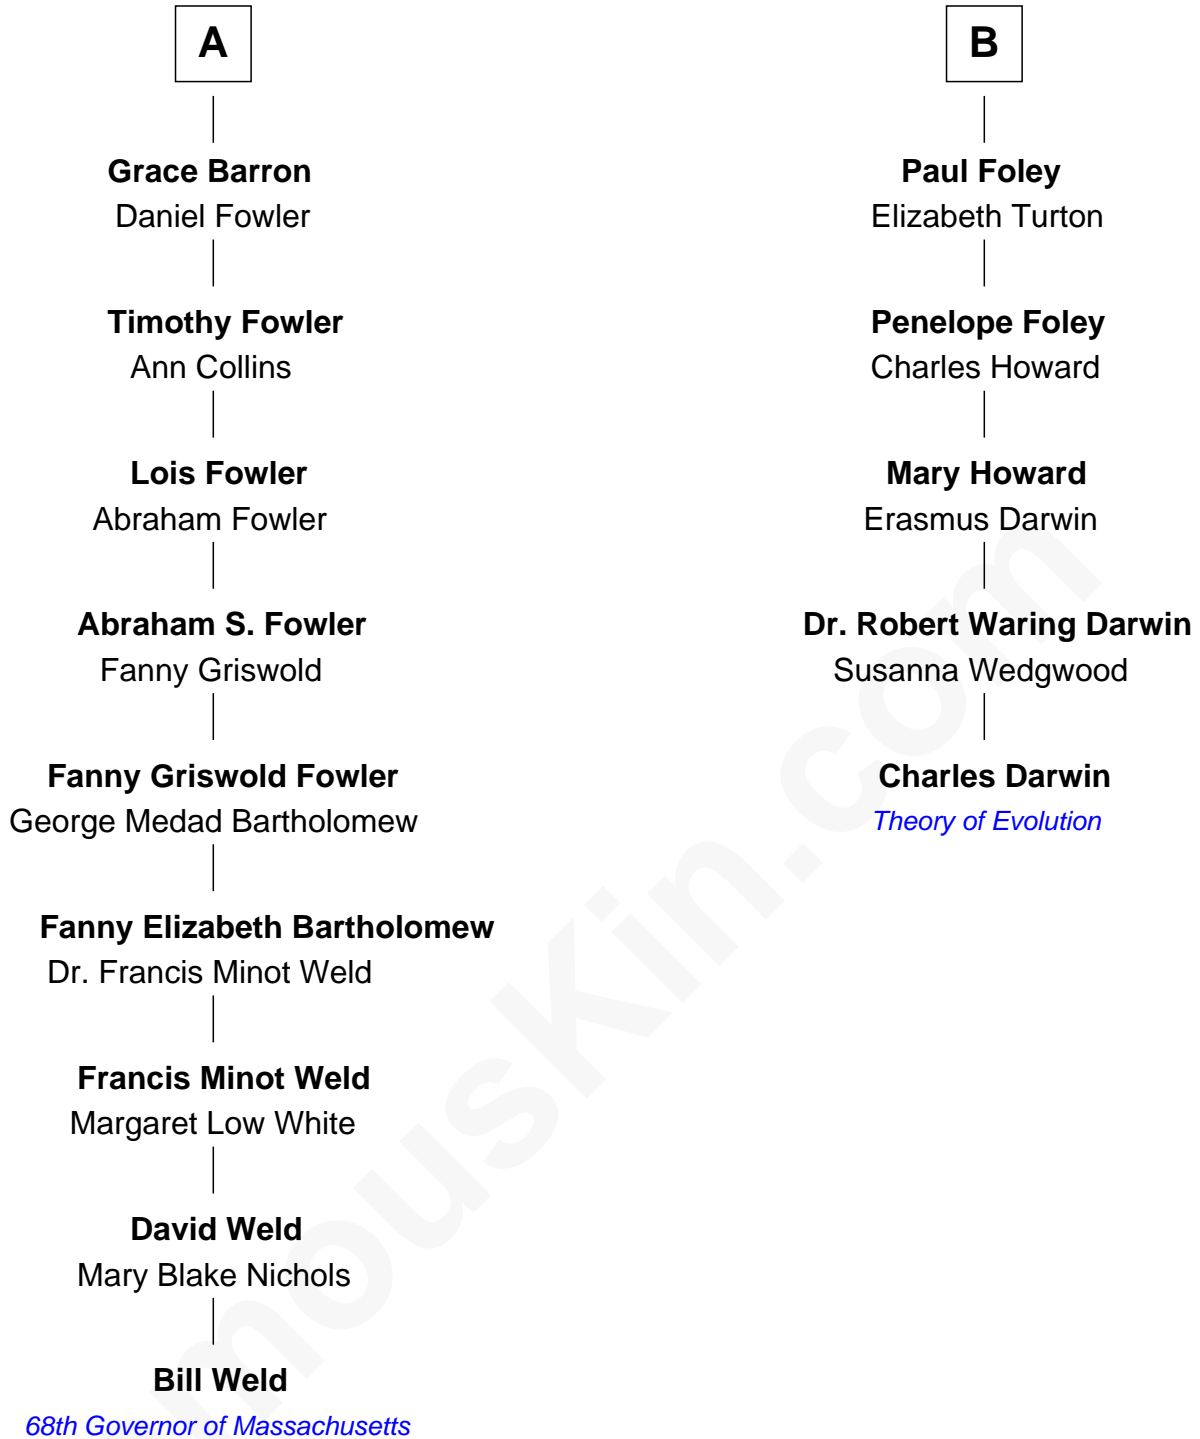 A
Grace Barron
Daniel Fowler
Timothy Fowler
Ann Collins
Lois Fowler
Abraham Fowler
Abraham S. Fowler
Fanny Griswold
Fanny Griswold Fowler
George Medad Bartholomew
Fanny Elizabeth Bartholomew
Dr. Francis Minot Weld
Francis Minot Weld
Margaret Low White
David Weld
Mary Blake Nichols
Bill Weld
68th Governor of Massachusetts
B
Paul Foley
Elizabeth Turton
Penelope Foley
Charles Howard
Mary Howard
Erasmus Darwin
Dr. Robert Waring Darwin
Susanna Wedgwood
Charles Darwin
Theory of Evolution
mouskin.com